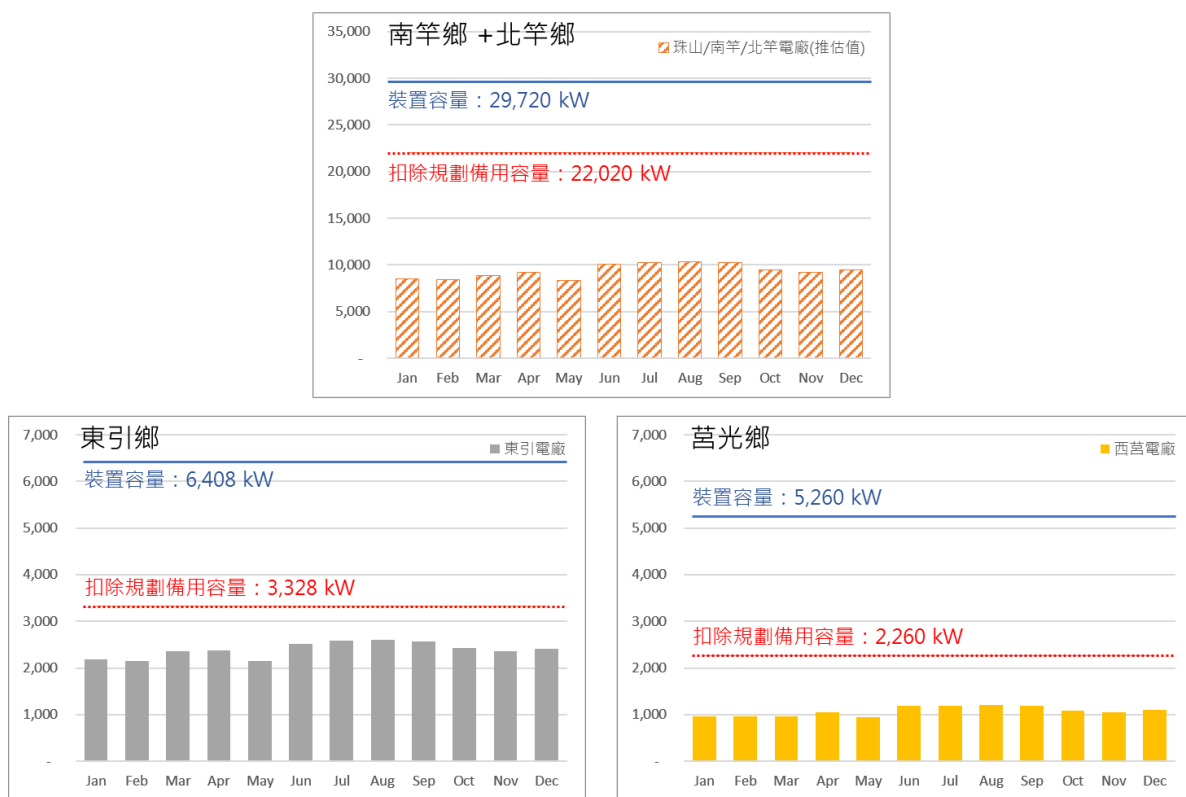 南竿鄉 +北竿鄉
珠山/南竿/北竿電廠(推估值)
35,000
30,000
裝置容量：29,720 kW
25,000
扣除規劃備用容量：22,020 kW
20,000
15,000
10,000
5,000
-
Jan Feb Mar Apr May Jun Jul Aug Sep Oct Nov Dec
東引鄉
東引電廠
7,000
裝置容量：6,408 kW
6,000
5,000
4,000
扣除規劃備用容量：3,328 kW
3,000
2,000
1,000
-
Jan Feb Mar Apr May Jun Jul Aug Sep Oct Nov Dec
莒光鄉
西莒電廠
7,000
6,000
裝置容量：5,260 kW
5,000
4,000
3,000
扣除規劃備用容量：2,260 kW
2,000
1,000
-
Jan Feb Mar Apr May Jun Jul Aug Sep Oct Nov Dec